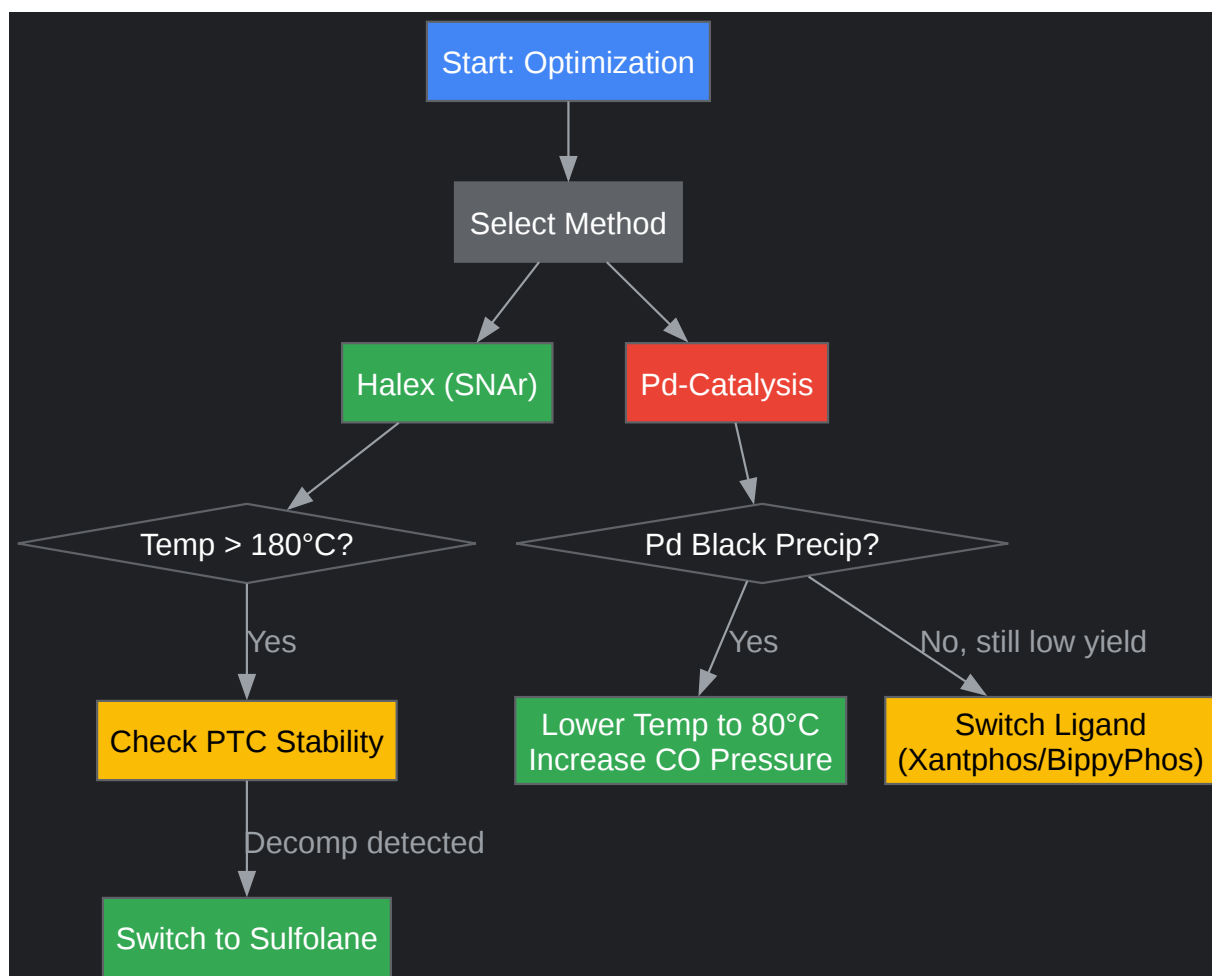 Start: Optimization
Select Method
Halex (SNAr)
Pd-Catalysis
Temp > 180°C?
Pd Black Precip?
Yes
Yes
No, still low yield
Check PTC Stability
Lower Temp to 80°C
Increase CO Pressure
Switch Ligand
(Xantphos/BippyPhos)
Decomp detected
Switch to Sulfolane